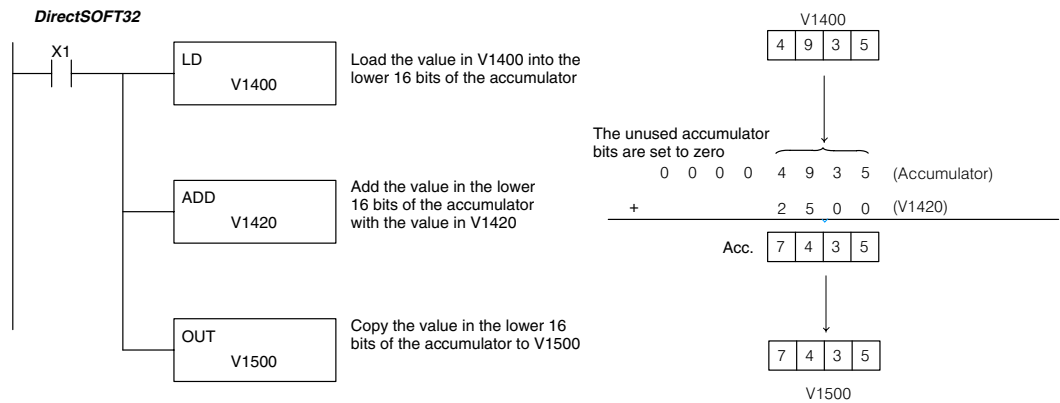 DirectSOFT32
X1
LD
V1400
Load the value in V1400 into the
lower 16 bits of the accumulator
ADD
V1420
Add the value in the lower
16 bits of the accumulator
with the value in V1420
OUT
V1500
Copy the value in the lower 16
bits of the accumulator to V1500
V1400
4 9 3 5
The unused accumulator
bits are set to zero
0 0 0 0 4 9 3 5 (Accumulator)
+ 2 5 0 0 (V1420)
Acc. 7 4 3 5
7 4 3 5
V1500